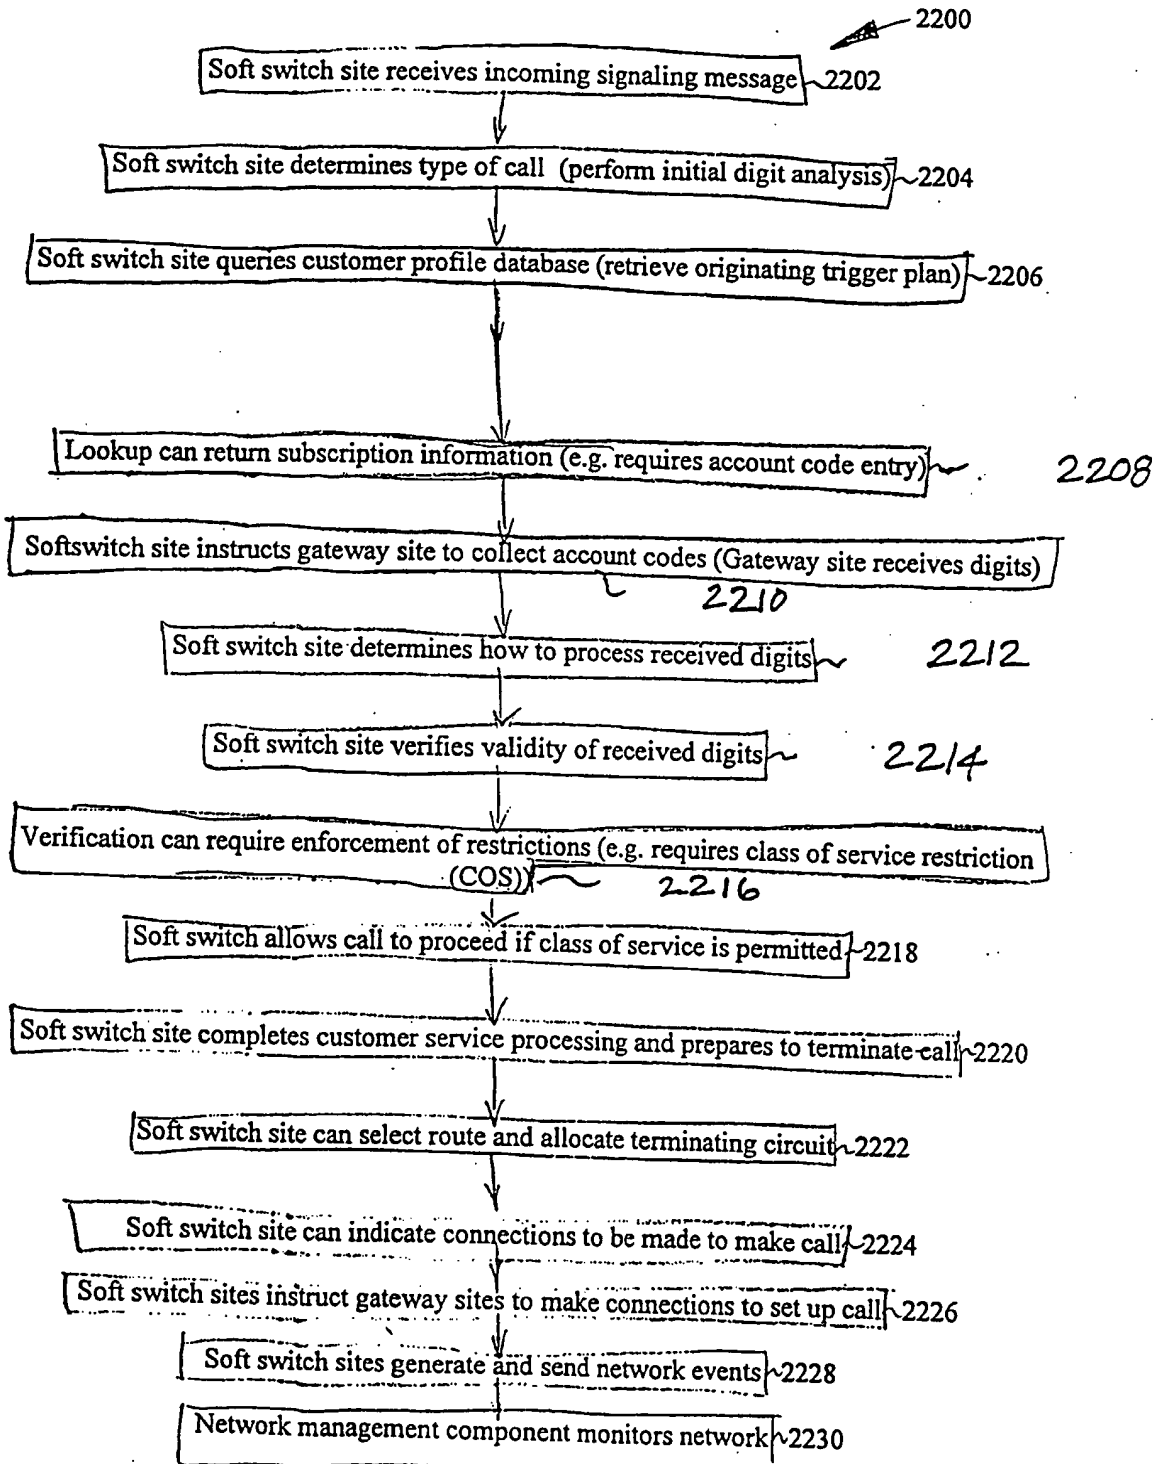 2200
Soft switch site receives incoming signaling message 2202
Soft switch site determines type of call (perform initial digit analysis) 2204
Soft switch site queries customer profile database (retrieve originating trigger plan) 2206
Lookup can return subscription information (e.g. requires account code entry) 2208
Softswitch site instructs gateway site to collect account codes (Gateway site receives digits)
2210
Soft switch site determines how to process received digits 2212
Soft switch site verifies validity of received digits 2214
Verification can require enforcement of restrictions (e.g. requires class of service restriction
(COS)) 2216
Soft switch allows call to proceed if class of service is permitted 2218
Soft switch site completes customer service processing and prepares to terminate call 2220
Soft switch site can select route and allocate terminating circuit 2222
Soft switch site can indicate connections to be made to make call 2224
Soft switch sites instruct gateway sites to make connections to set up call 2226
Soft switch sites generate and send network events 2228
Network management component monitors network 2230